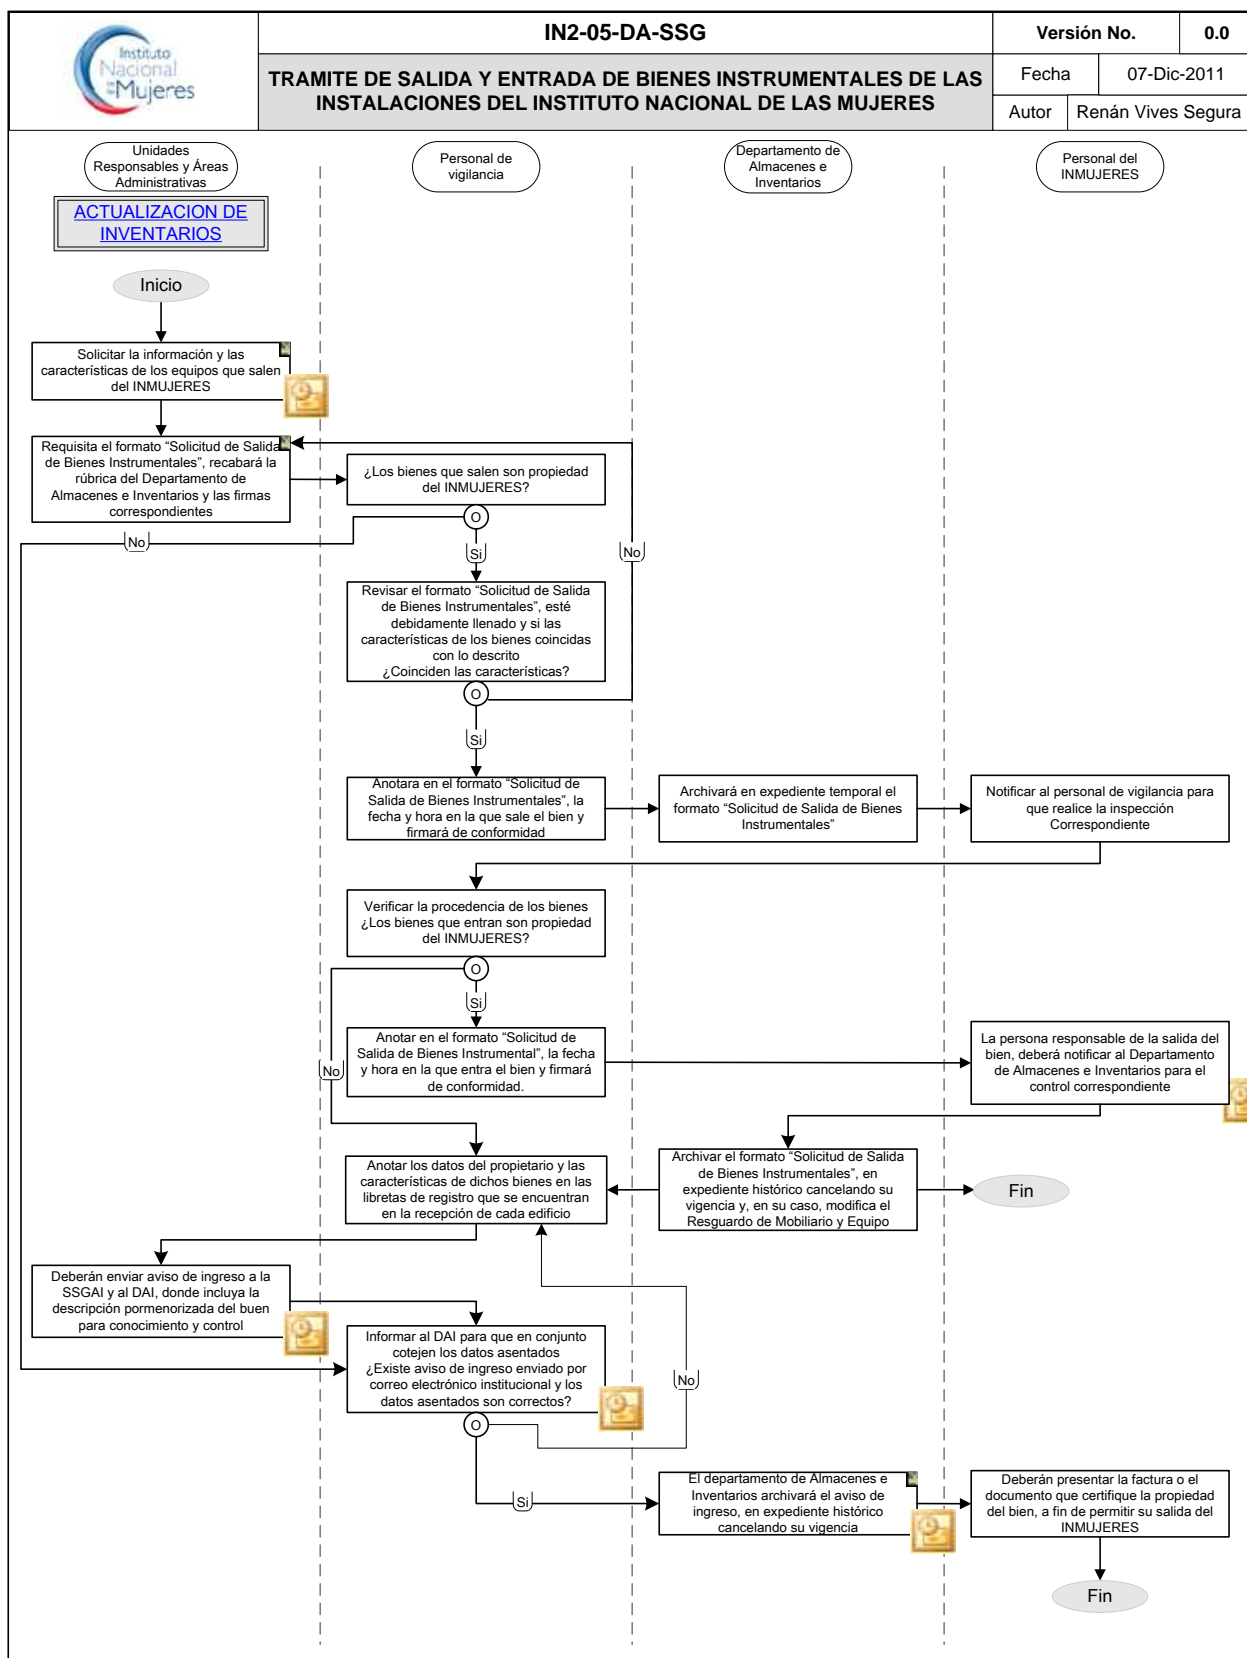 Instituto
Nacional
de las
Mujeres
IN2-05-DA-SSG
Versión No.
0.0
TRAMITE DE SALIDA Y ENTRADA DE BIENES INSTRUMENTALES DE LAS
INSTALACIONES DEL INSTITUTO NACIONAL DE LAS MUJERES
Fecha
07-Dic-2011
Autor
Renán Vives Segura
Unidades
Responsables y Áreas
Administrativas
Personal de
vigilancia
Departamento de
Almacenes e
Inventarios
Personal del
INMUJERES
ACTUALIZACION DE
INVENTARIOS
Inicio
Solicitar la información y las
características de los equipos que salen
del INMUJERES
Requisita el formato “Solicitud de Salida
de Bienes Instrumentales”, recabará la
rúbrica del Departamento de
Almacenes e Inventarios y las firmas
correspondientes
¿Los bienes que salen son propiedad
del INMUJERES?
O
No
Si
No
Revisar el formato “Solicitud de Salida
de Bienes Instrumentales”, esté
debidamente llenado y si las
características de los bienes coincidas
con lo descrito
¿Coinciden las características?
O
Si
Anotara en el formato “Solicitud de
Salida de Bienes Instrumentales”, la
fecha y hora en la que sale el bien y
firmará de conformidad
Archivará en expediente temporal el
formato “Solicitud de Salida de Bienes
Instrumentales”
Notificar al personal de vigilancia para
que realice la inspección
Correspondiente
Verificar la procedencia de los bienes
¿Los bienes que entran son propiedad
del INMUJERES?
O
Si
No
Anotar en el formato “Solicitud de
Salida de Bienes Instrumental”, la fecha
y hora en la que entra el bien y firmará
de conformidad.
La persona responsable de la salida del
bien, deberá notificar al Departamento
de Almacenes e Inventarios para el
control correspondiente
Anotar los datos del propietario y las
características de dichos bienes en las
libretas de registro que se encuentran
en la recepción de cada edificio
Archivar el formato “Solicitud de Salida
de Bienes Instrumentales”, en
expediente histórico cancelando su
vigencia y, en su caso, modifica el
Resguardo de Mobiliario y Equipo
Fin
Deberán enviar aviso de ingreso a la
SSGAI y al DAI, donde incluya la
descripción pormenorizada del buen
para conocimiento y control
Informar al DAI para que en conjunto
cotejen los datos asentados
¿Existe aviso de ingreso enviado por
correo electrónico institucional y los
datos asentados son correctos?
No
O
Si
El departamento de Almacenes e
Inventarios archivará el aviso de
ingreso, en expediente histórico
cancelando su vigencia
Deberán presentar la factura o el
documento que certifique la propiedad
del bien, a fin de permitir su salida del
INMUJERES
Fin